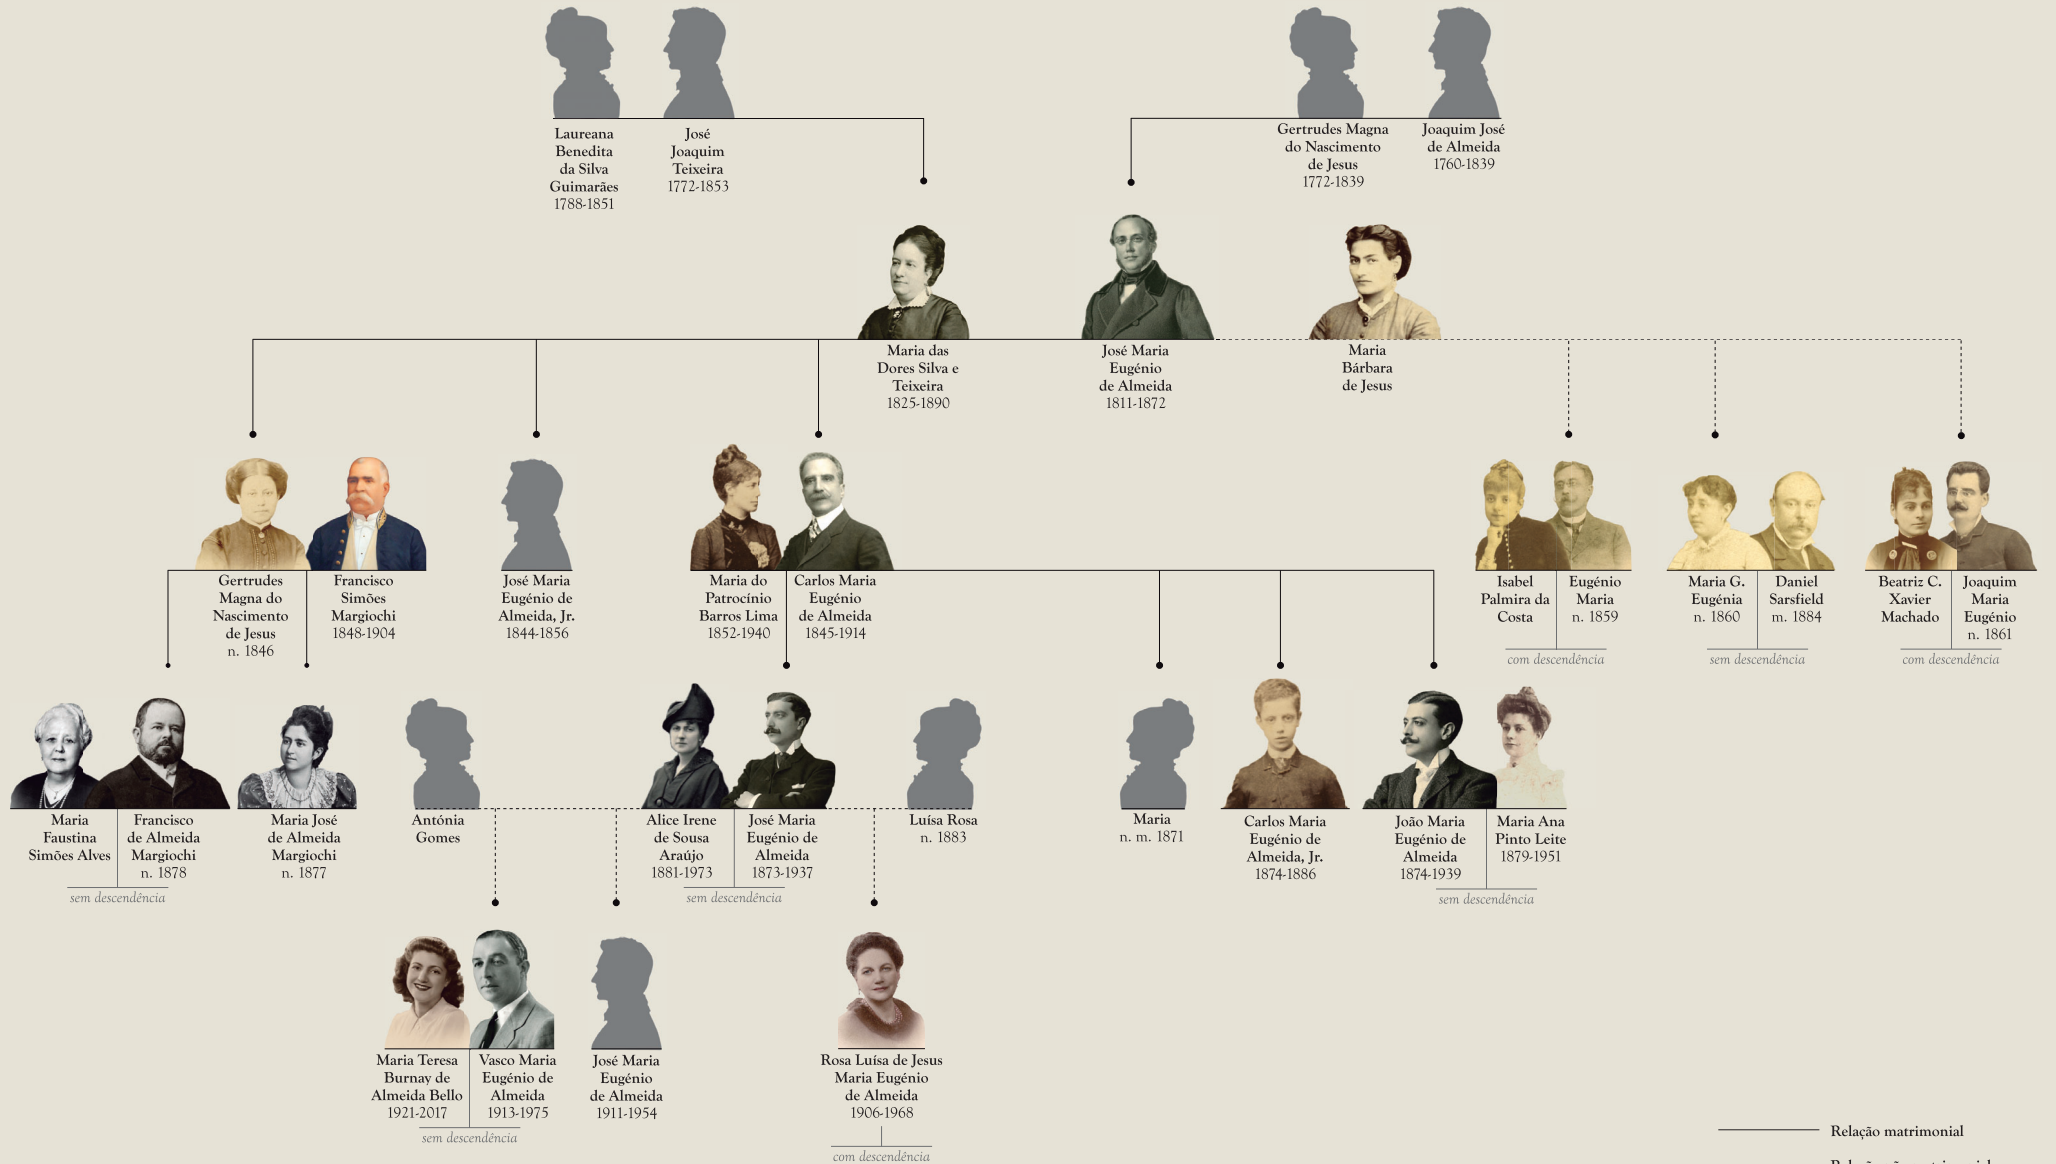 Laureana
Benedita
da Silva
Guimarães
1788-1851
José
Joaquim
Teixeira
1772-1853
Gertrudes Magna
do Nascimento
de Jesus
1772-1839
Joaquim José
de Almeida
1760-1839
Maria das
Dores Silva e
Teixeira
1825-1890
José Maria
Eugénio
de Almeida
1811-1872
Maria
Bárbara
de Jesus
Gertrudes
Magna do
Nascimento
de Jesus
n. 1846
Francisco
Simões
Margiochi
1848-1904
José Maria
Eugénio de
Almeida, Jr.
1844-1856
Maria do
Patrocínio
Barros Lima
1852-1940
Carlos Maria
Eugénio
de Almeida
1845-1914
Isabel
Palmira da
Costa
Eugénio
Maria
n. 1859
com descendência
Maria G.
Eugénia
n. 1860
Daniel
Sarsfield
m. 1884
sem descendência
Beatriz C.
Xavier
Machado
Joaquim
Maria
Eugénio
n. 1861
com descendência
Maria
Faustina
Simões Alves
Francisco
de Almeida
Margiochi
n. 1878
sem descendência
Maria José
de Almeida
Margiochi
n. 1877
Antónia
Gomes
Alice Irene
de Sousa
Araújo
1881-1973
José Maria
Eugénio de
Almeida
1873-1937
sem descendência
Luísa Rosa
n. 1883
Maria
n. m. 1871
Carlos Maria
Eugénio de
Almeida, Jr.
1874-1886
João Maria
Eugénio de
Almeida
1874-1939
Maria Ana
Pinto Leite
1879-1951
sem descendência
Maria Teresa
Burnay de
Almeida Bello
1921-2017
Vasco Maria
Eugénio de
Almeida
1913-1975
sem descendência
José Maria
Eugénio
de Almeida
1911-1954
Rosa Luísa de Jesus
Maria Eugénio
de Almeida
1906-1968
com descendência
Relação matrimonial